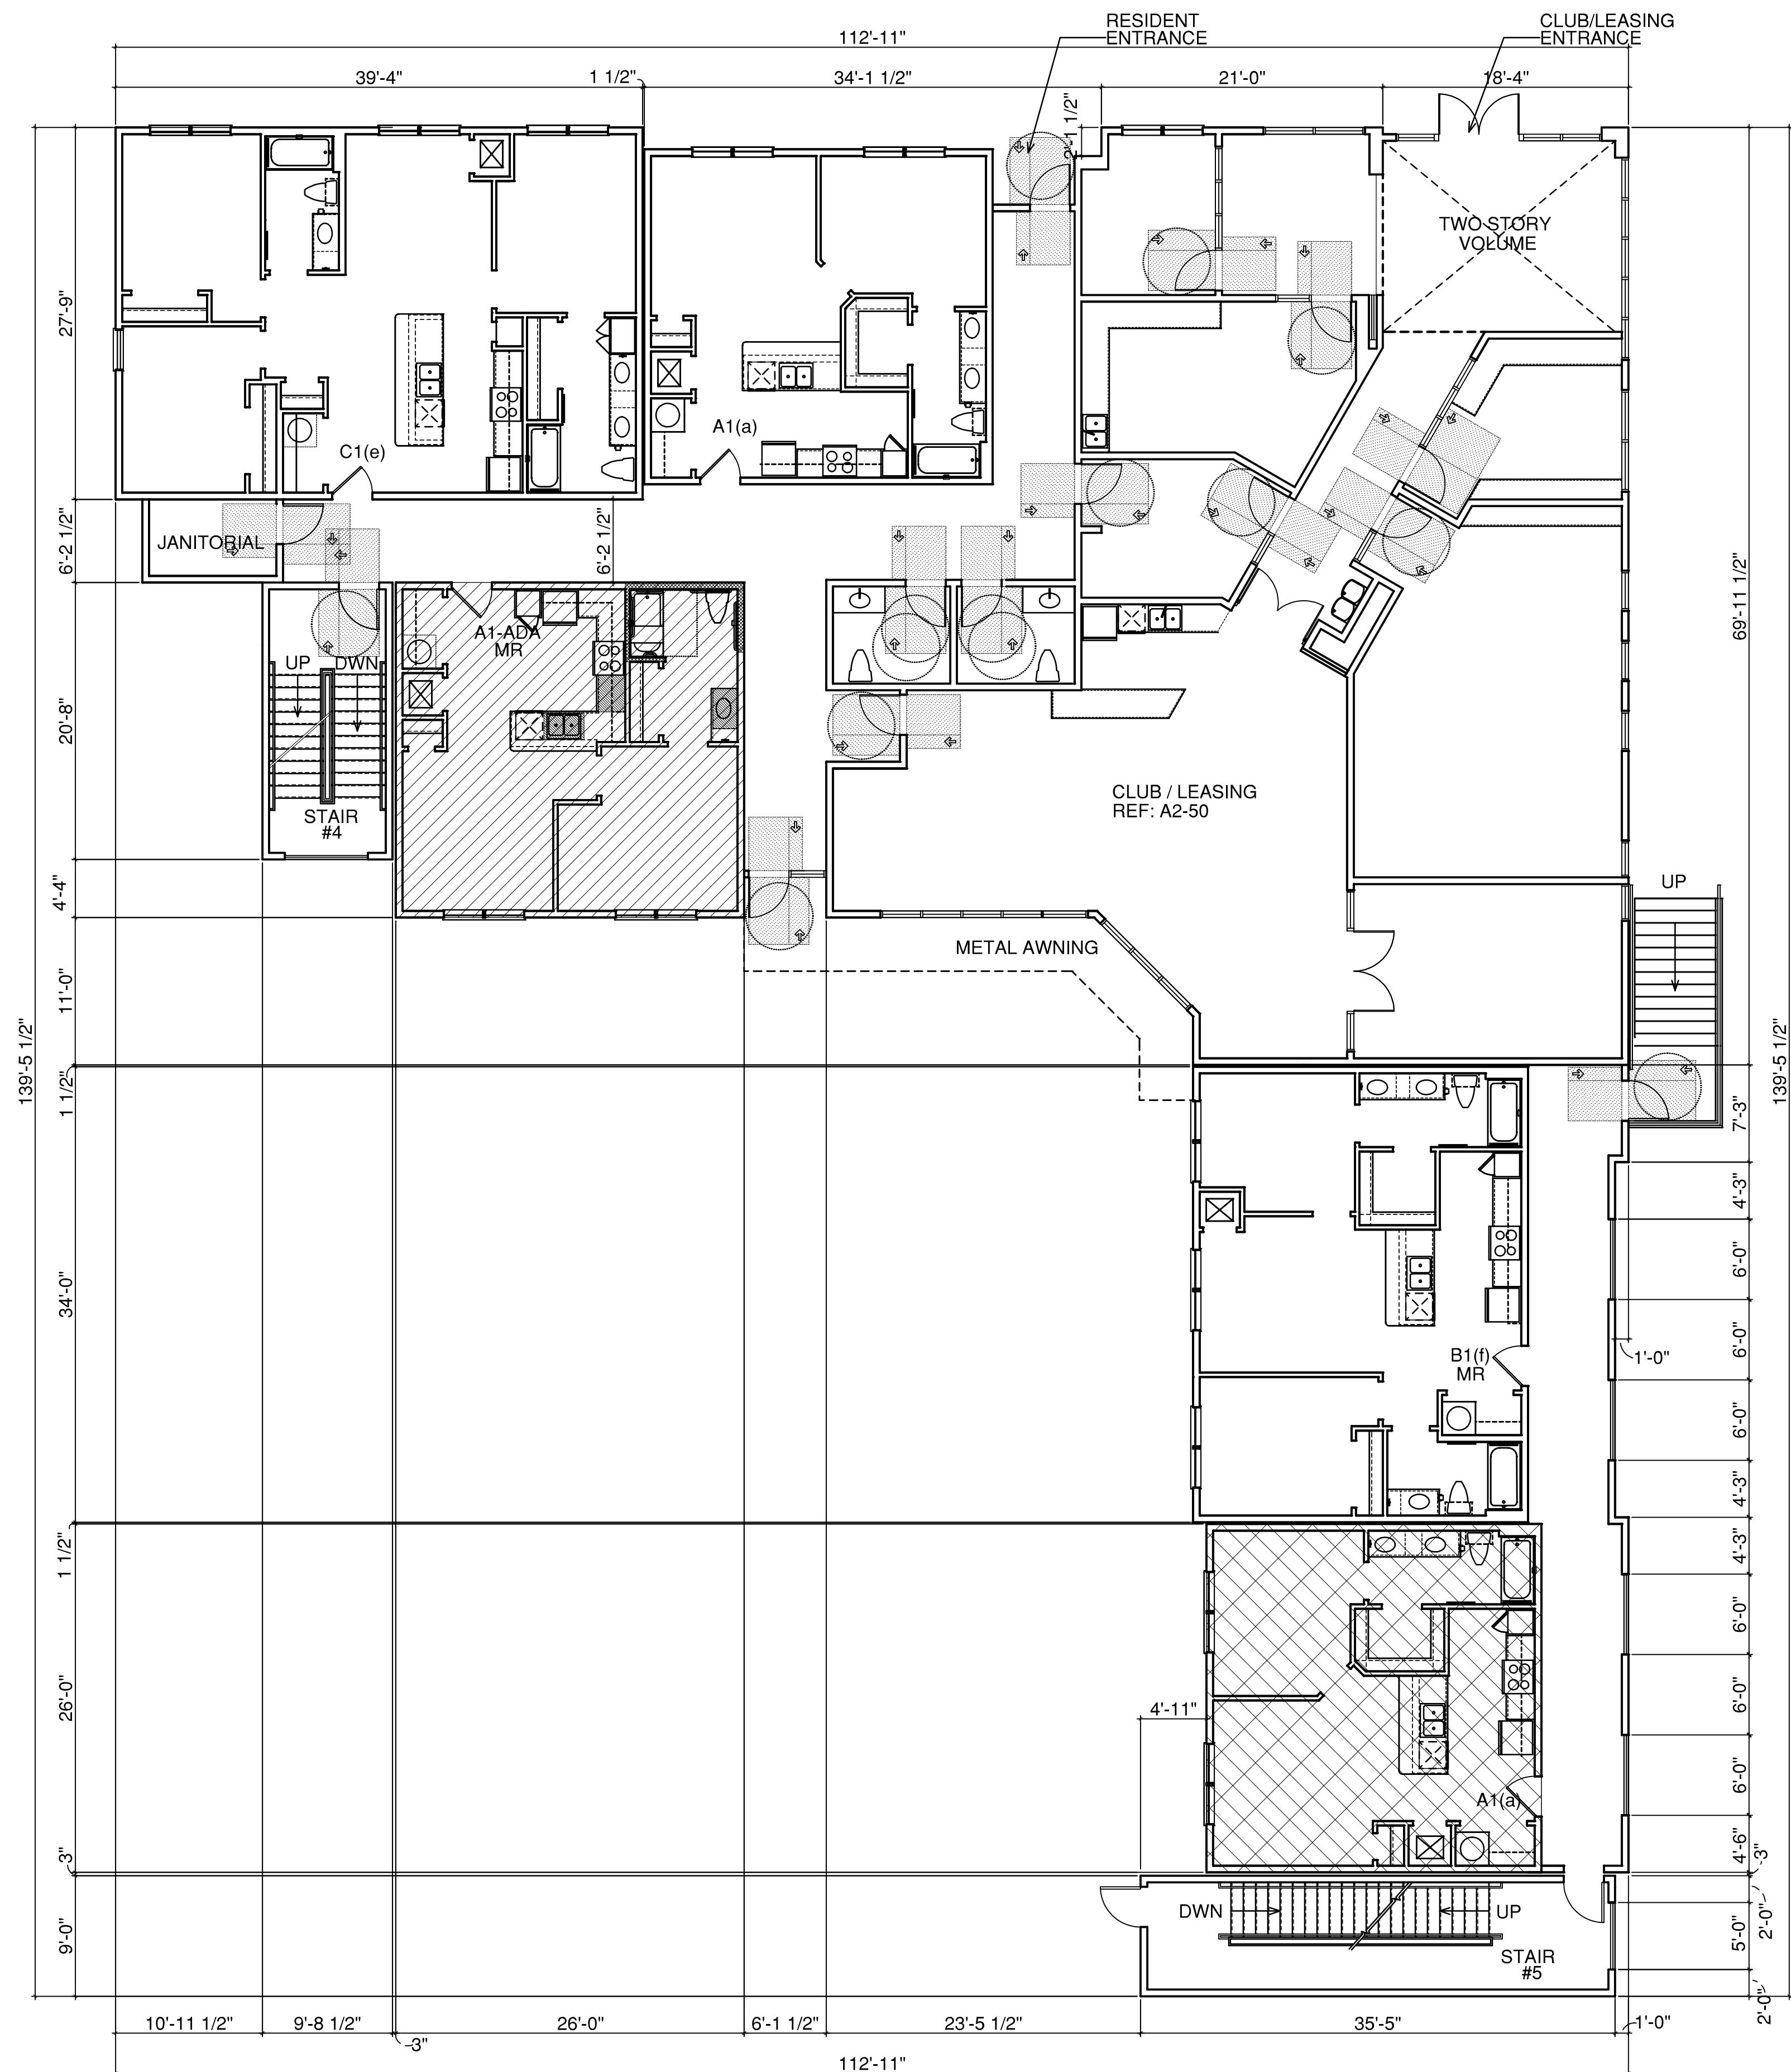 RESIDENT
ENTRANCE
CLUB/LEASING
ENTRANCE
112'-11"
39'-4"
1 1/2"
34'-1 1/2"
21'-0"
18'-4"
2'-1 1/2"
TWO STORY
VOLUME
27'-9"
C1(e)
A1(a)
6'-2 1/2"
JANITORIAL
6'-2 1/2"
69'-11 1/2"
A1-ADA
MR
UP
DWN
20'-8"
STAIR
#4
CLUB / LEASING
REF: A2-50
4'-4"
UP
METAL AWNING
11'-0"
139'-5 1/2"
139'-5 1/2"
1 1/2"
7'-3"
4'-3"
34'-0"
6'-0"
6'-0"
1'-0"
B1(f)
MR
6'-0"
4'-3"
1 1/2"
4'-3"
6'-0"
26'-0"
6'-0"
4'-11"
6'-0"
A1(a)
4'-6"
3"
3"
DWN
UP
9'-0"
5'-0"
2'-0"
STAIR
#5
2'-0"
10'-11 1/2"
9'-8 1/2"
3"
26'-0"
6'-1 1/2"
23'-5 1/2"
35'-5"
1'-0"
112'-11"